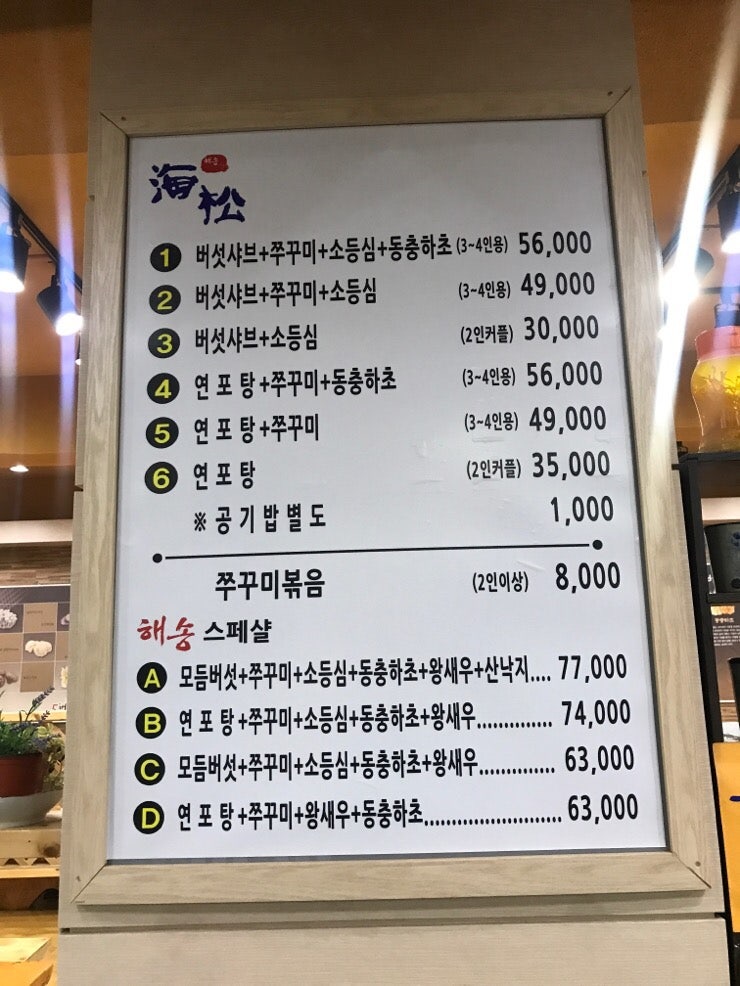 海松
해송
1 버섯샤브+쭈꾸미+소등심+동충하초 (3~4인용) 56,000
2 버섯샤브+쭈꾸미+소등심 (3~4인용) 49,000
3 버섯샤브+소등심 (2인커플) 30,000
4 연포탕+쭈꾸미+동충하초 (3~4인용) 56,000
5 연포탕+쭈꾸미 (3~4인용) 49,000
6 연포탕 (2인커플) 35,000
※공기밥별도 1,000
쭈꾸미볶음 (2인이상) 8,000
해송 스페샬
A 모듬버섯+쭈꾸미+소등심+동충하초+왕새우+산낙지.... 77,000
B 연포탕+쭈꾸미+소등심+동충하초+왕새우.............. 74,000
C 모듬버섯+쭈꾸미+소등심+동충하초+왕새우.............. 63,000
D 연포탕+쭈꾸미+왕새우+동충하초......................... 63,000